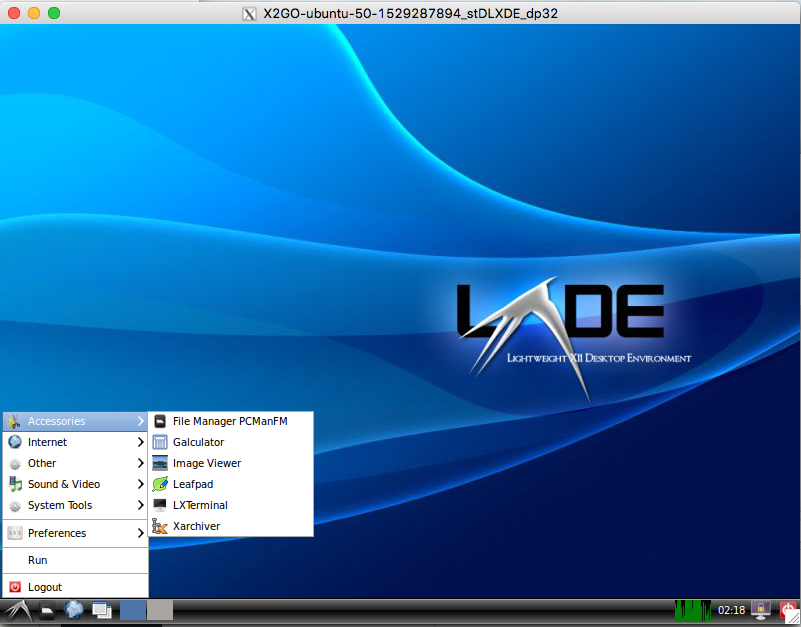 X2GO-ubuntu-50-1529287894_stDLXDE_dp32
LXDE
LIGHTWEIGHT X11 DESKTOP ENVIRONMENT
Accessories
Internet
Other
Sound & Video
System Tools
Preferences
Run
Logout
File Manager PCManFM
Galculator
Image Viewer
Leafpad
LXTerminal
Xarchiver
02:18